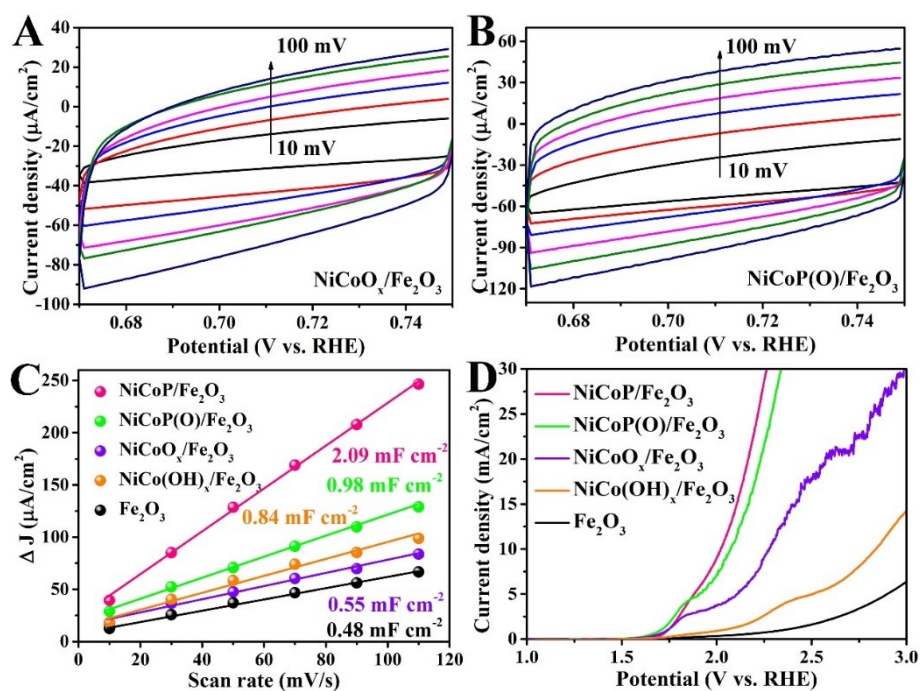 A
100 mV
10 mV
NiCoOₓ/Fe₂O₃
Current density (μA/cm²)
40
20
0
-20
-40
-60
-80
-100
0.68
0.70
0.72
0.74
Potential (V vs. RHE)
B
100 mV
10 mV
NiCoP(O)/Fe₂O₃
Current density (μA/cm²)
60
30
0
-30
-60
-90
-120
0.68
0.70
0.72
0.74
Potential (V vs. RHE)
C
NiCoP/Fe₂O₃
NiCoP(O)/Fe₂O₃
NiCoOₓ/Fe₂O₃
NiCo(OH)ₓ/Fe₂O₃
Fe₂O₃
2.09 mF cm⁻²
0.98 mF cm⁻²
0.84 mF cm⁻²
0.55 mF cm⁻²
0.48 mF cm⁻²
Δ J (μA/cm²)
250
200
150
100
50
0
0
20
40
60
80
100
120
Scan rate (mV/s)
D
NiCoP/Fe₂O₃
NiCoP(O)/Fe₂O₃
NiCoOₓ/Fe₂O₃
NiCo(OH)ₓ/Fe₂O₃
Fe₂O₃
Current density (mA/cm²)
30
25
20
15
10
5
0
1.0
1.5
2.0
2.5
3.0
Potential (V vs. RHE)